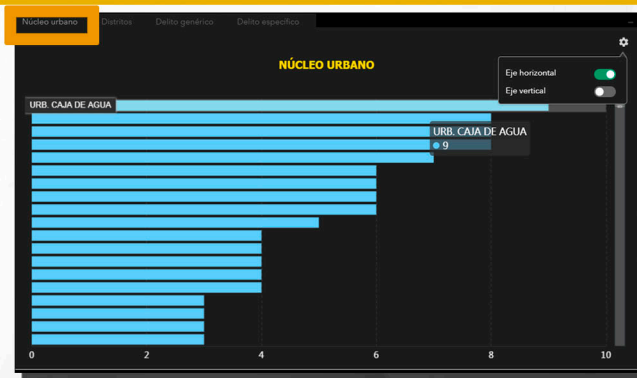 Núcleo urbano
Distritos
Delito genérico
Delito específico
NÚCLEO URBANO
Eje horizontal
Eje vertical
URB. CAJA DE AGUA
URB. CAJA DE AGUA
9
0 2 4 6 8 10